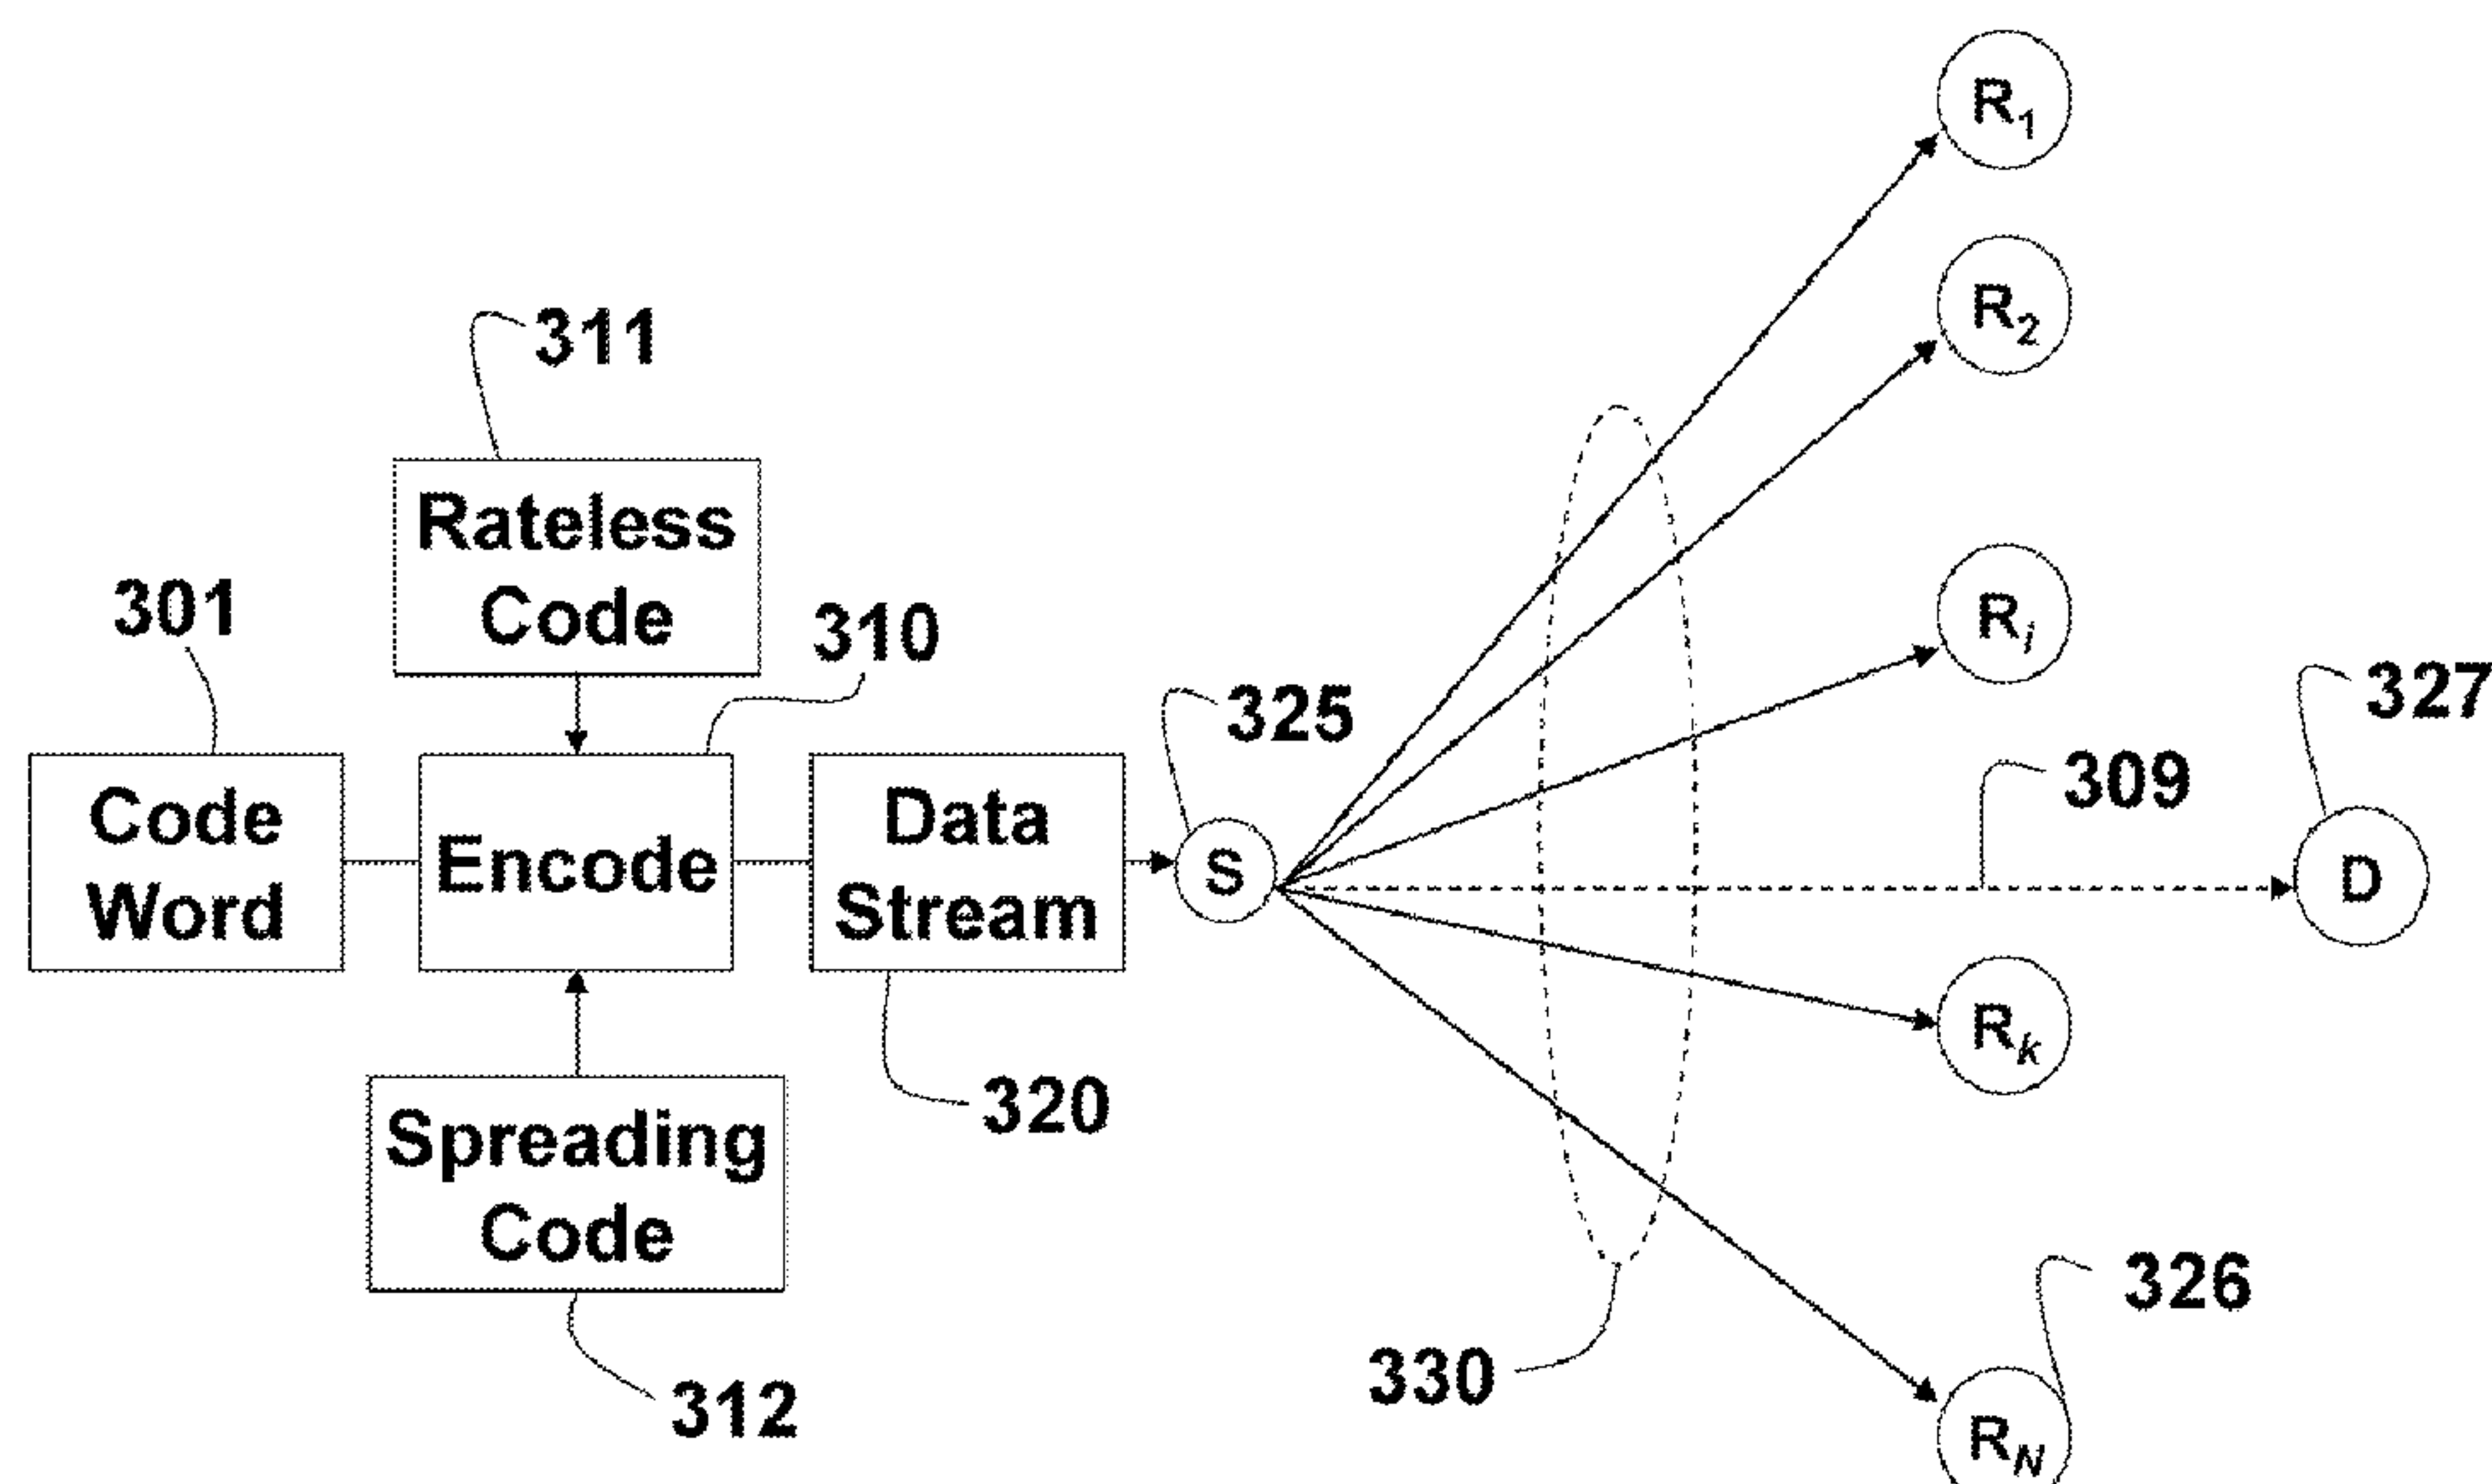 R1
R2
311
Rateless
Code
301
310
Ri
325
327
309
Code
Word
Encode
Data
Stream
S
D
Rk
320
Spreading
Code
326
330
312
RN